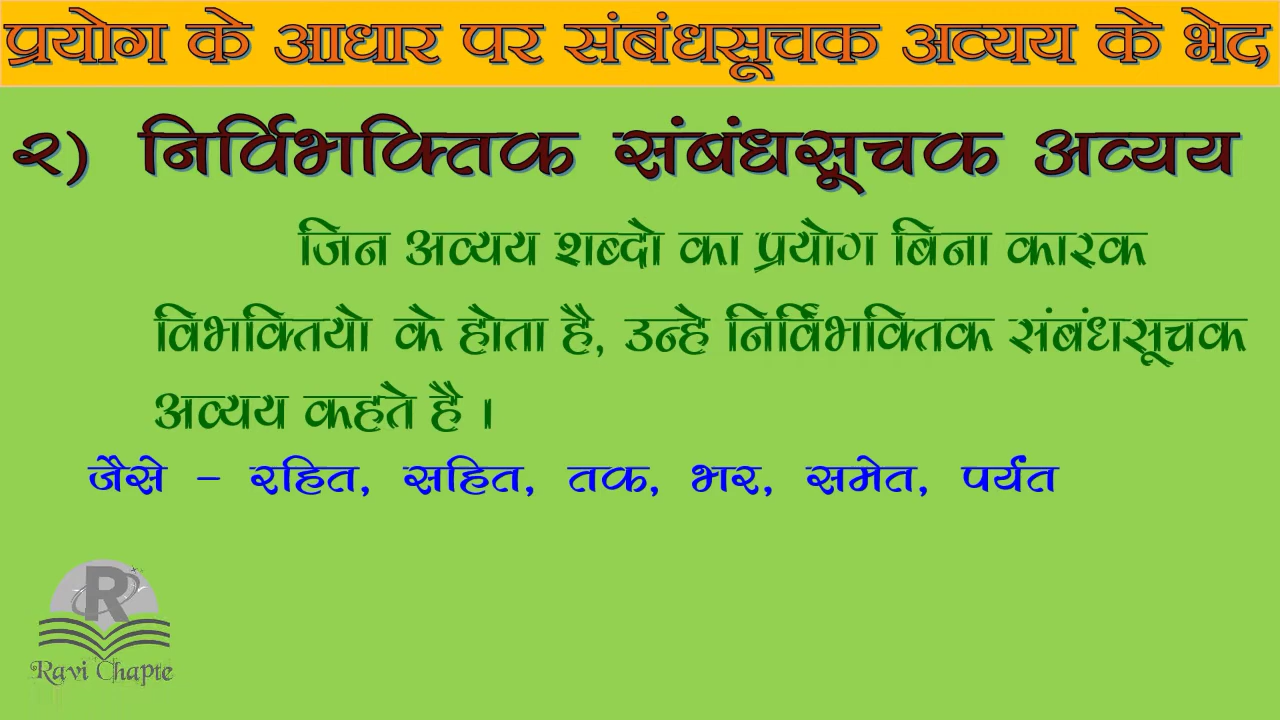 प्रयोग के आधार पर संबंधसूचक अव्यय के भेद
२) निर्विभक्तिक संबंधसूचक अव्यय
जिन अव्यय शब्दो का प्रयोग बिना कारक
विभक्तियो के होता है, उन्हे निर्विभक्तिक संबंधसूचक
अव्यय कहते है ।
जैसे - रहित, सहित, तक, भर, समेत, पर्यंत
R
Ravi Chapte